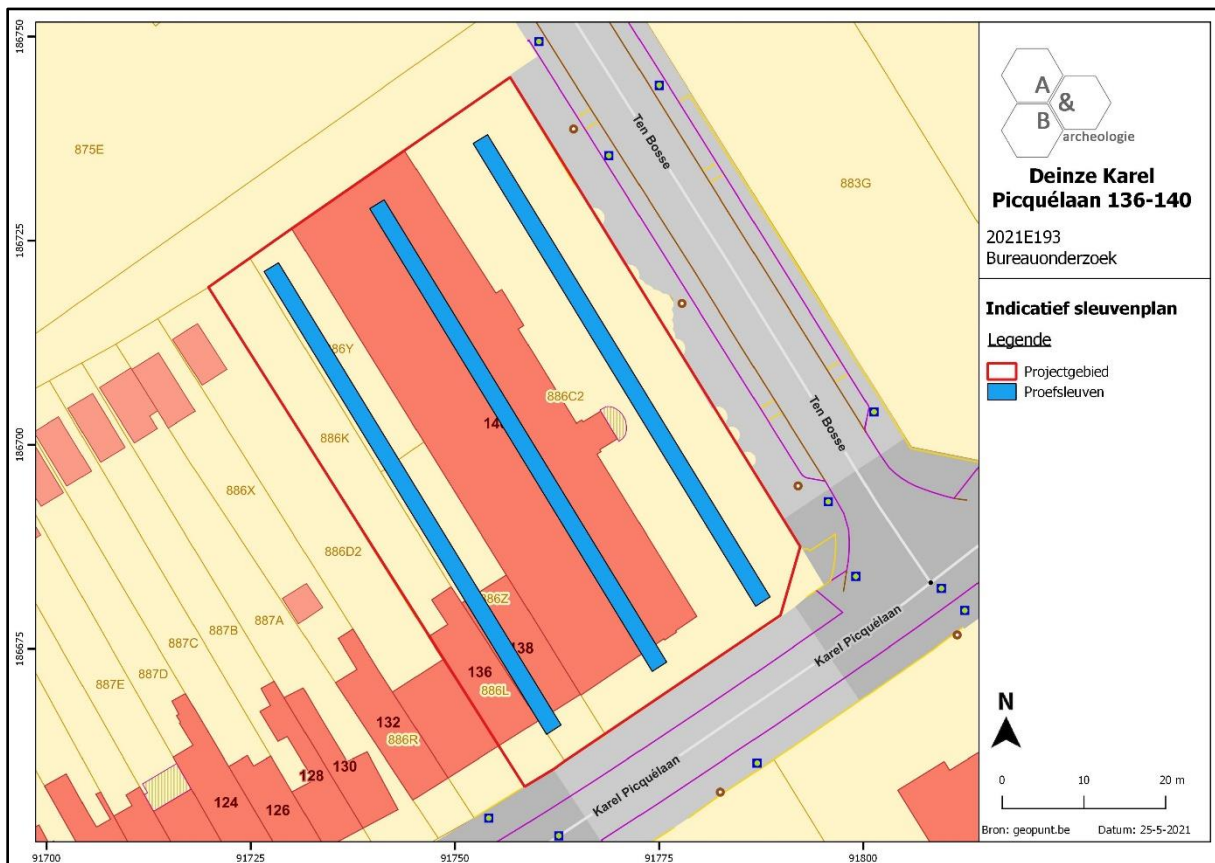 186750
186725
186700
186675
91700
91725
91750
91775
91800
875E
883G
Ten Bosse
Ten Bosse
886Y
886C2
886K
886X
886D2
887A
887B
887C
887D
887E
886Z
138
136
886L
132
886R
130
128
126
124
Karel Picquélaan
Karel Picquélaan
A
&
B
archeologie
Deinze Karel
Picquélaan 136-140
2021E193
Bureauonderzoek
Indicatief sleuvenplan
Legende
Projectgebied
Proefsleuven
N
0 10 20 m
Bron: geopunt.be Datum: 25-5-2021